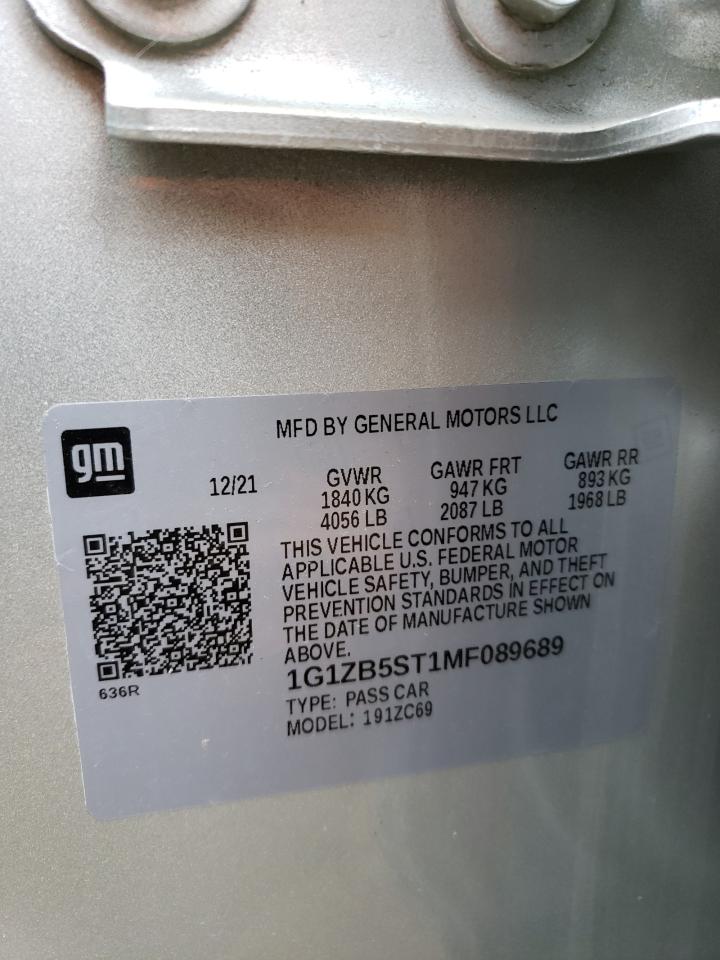 MFD BY GENERAL MOTORS LLC
gm
12/21
GVWR
1840 KG
4056 LB
GAWR FRT
947 KG
2087 LB
GAWR RR
893 KG
1968 LB
THIS VEHICLE CONFORMS TO ALL
APPLICABLE U.S. FEDERAL MOTOR
VEHICLE SAFETY, BUMPER, AND THEFT
PREVENTION STANDARDS IN EFFECT ON
THE DATE OF MANUFACTURE SHOWN
ABOVE.
1G1ZB5ST1MF089689
TYPE: PASS CAR
MODEL: 191ZC69
636R